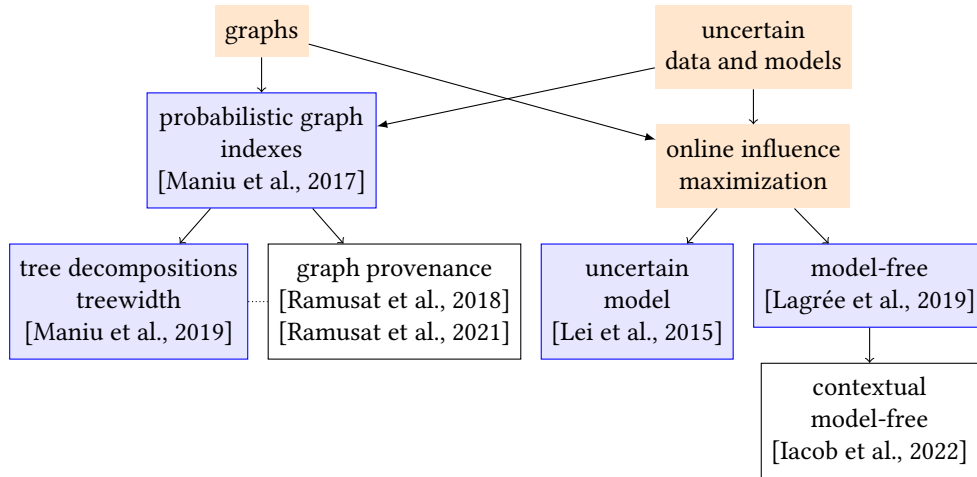 graphs
uncertain
data and models
probabilistic graph
indexes
[Maniu et al., 2017]
online influence
maximization
tree decompositions
treewidth
[Maniu et al., 2019]
graph provenance
[Ramusat et al., 2018]
[Ramusat et al., 2021]
uncertain
model
[Lei et al., 2015]
model-free
[Lagrée et al., 2019]
contextual
model-free
[Iacob et al., 2022]